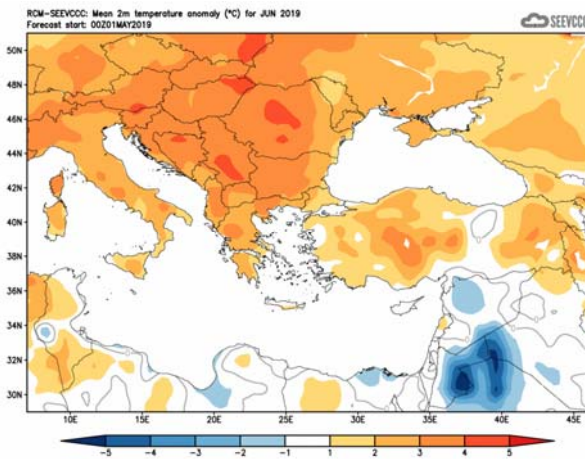 RCM-SEEVCCC: Mean 2m temperature anomaly (°C) for JUN 2019
Forecast start: 00Z01MAY2019
SEEVCCC
50N
48N
46N
44N
42N
40N
38N
36N
34N
32N
30N
10E 15E 20E 25E 30E 35E 40E 45E
-5 -4 -3 -2 -1 1 2 3 4 5